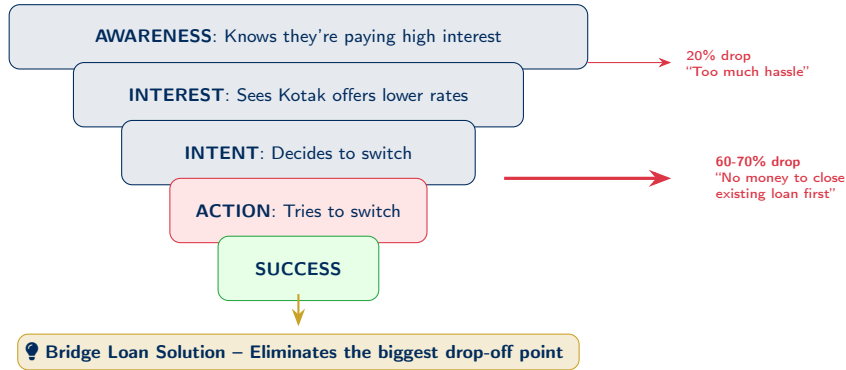 AWARENESS: Knows they're paying high interest
20% drop
“Too much hassle”
INTEREST: Sees Kotak offers lower rates
INTENT: Decides to switch
60-70% drop
“No money to close
existing loan first”
ACTION: Tries to switch
SUCCESS
Bridge Loan Solution – Eliminates the biggest drop-off point